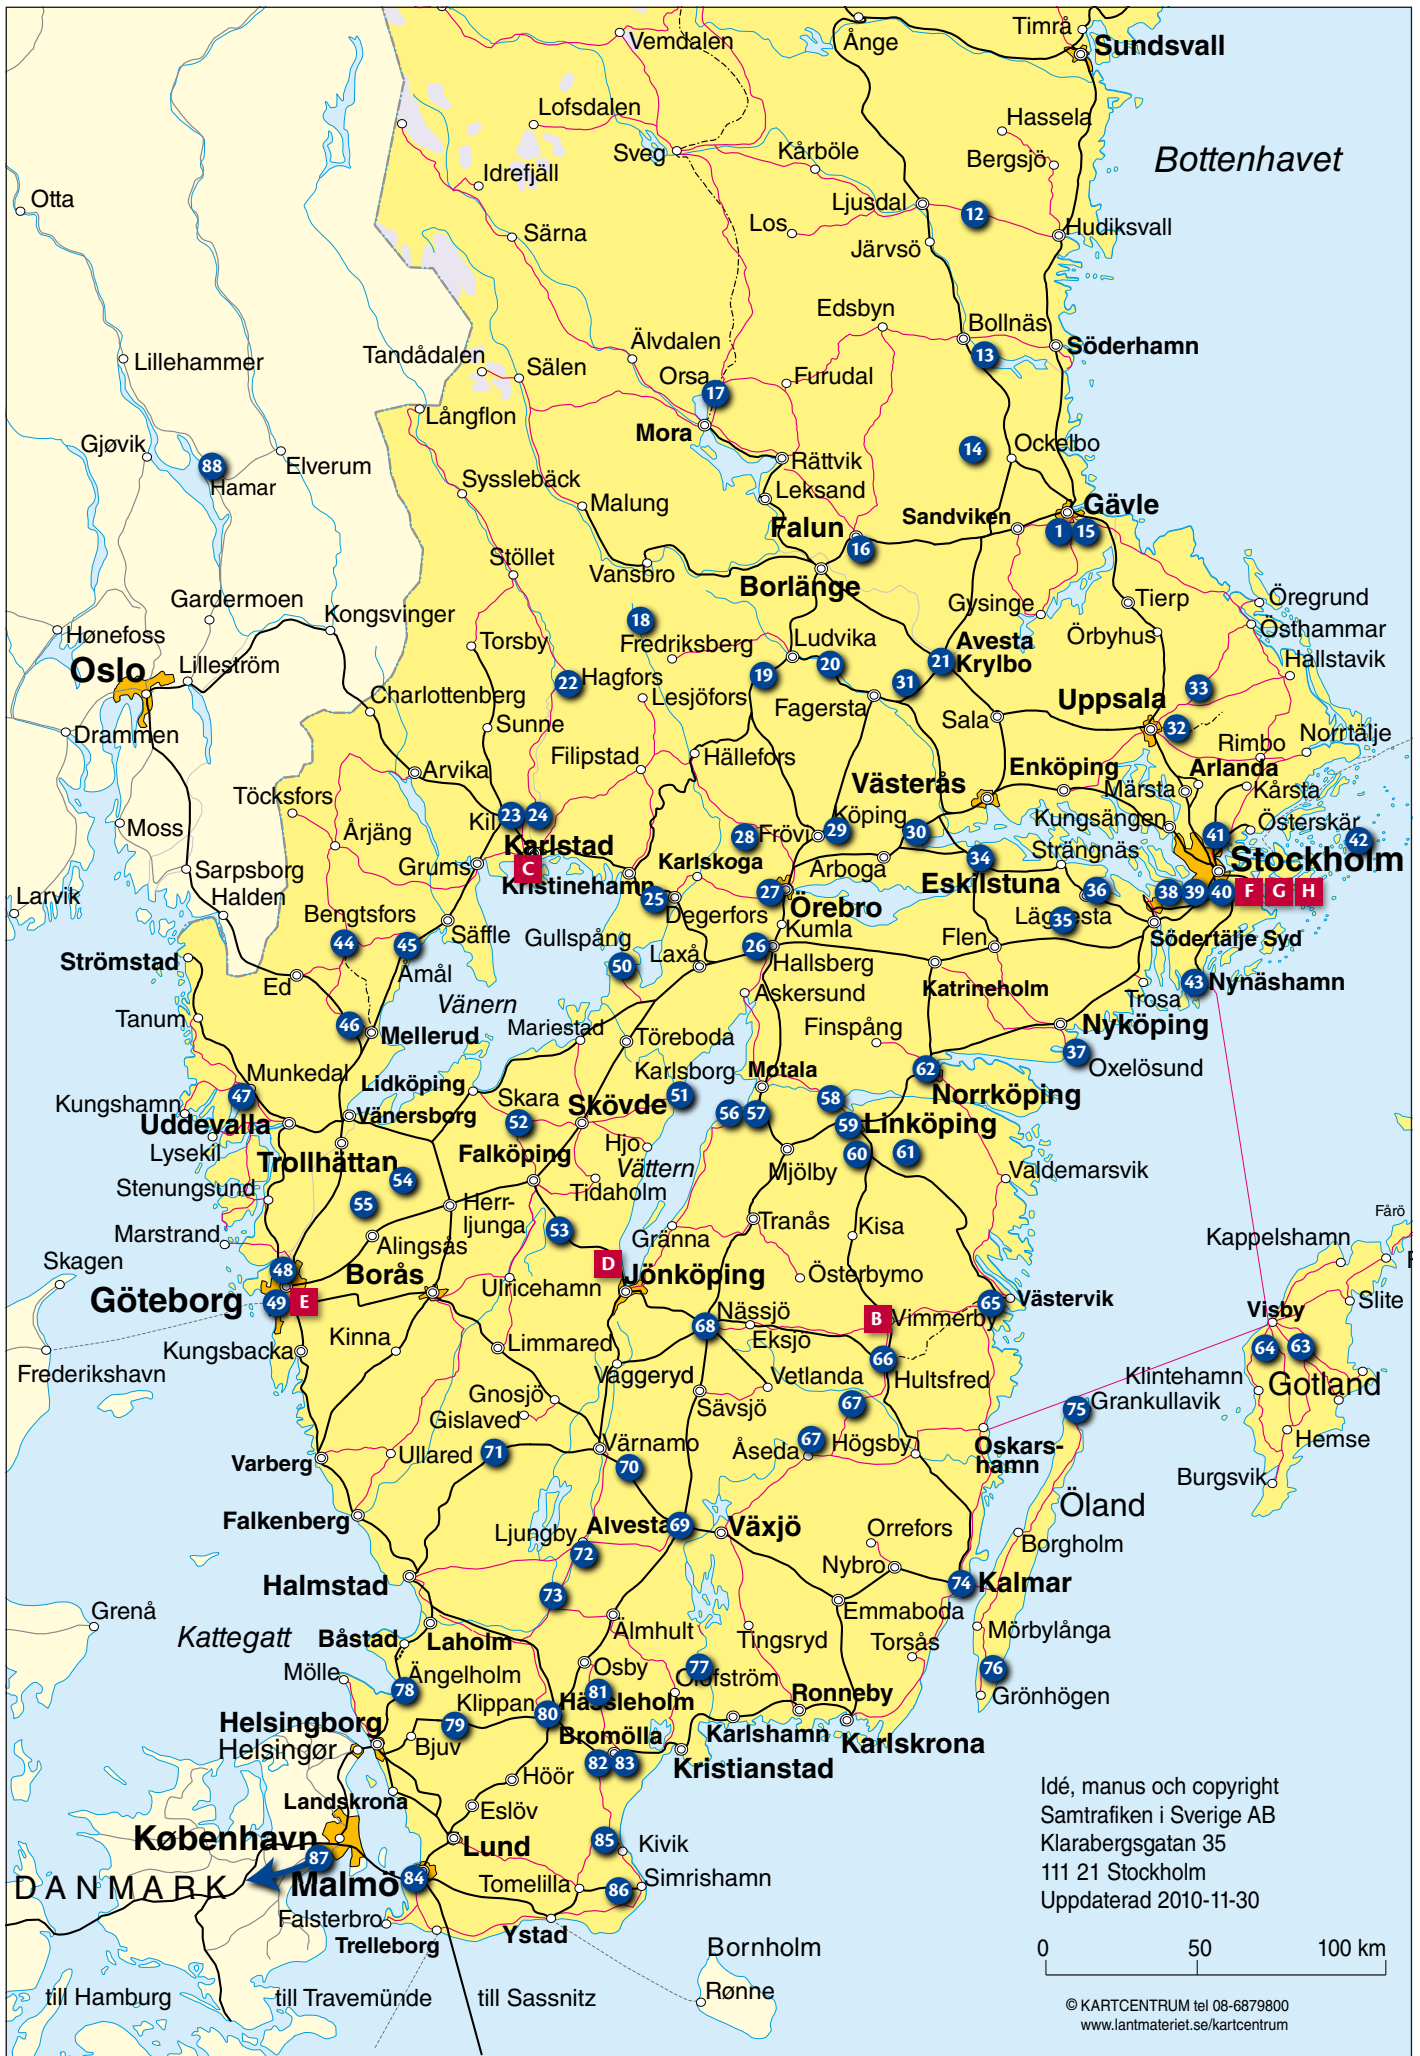 Timrå
Vemdalen
Ånge
Sundsvall
Lofsdalen
Hassela
Sveg
Kårböle
Bergsjö
Bottenhavet
Idrefjäll
Otta
Ljusdal
12
Särna
Los
Hudiksvall
Järvsö
Edsbyn
Bollnäs
Älvdalen
Söderhamn
Lillehammer
Tandådalen
Sälen
13
Orsa
17
Furudal
Långflon
Mora
Gjøvik
88
Elverum
14
Ockelbo
Rättvik
Hamar
Sysslebäck
Leksand
Malung
Gävle
Sandviken
Falun
1
15
16
Stöllet
Vansbro
Borlänge
Gardermoen
Kongsvinger
18
Gysinge
Tierp
Öregrund
Hønefoss
Östhammar
Torsby
Fredriksberg
Ludvika
Avesta
Krylbo
Örbyhus
Oslo
Lilleström
20
21
Hallstavik
22
Hagfors
19
31
33
Charlottenberg
Lesjöfors
Fagersta
Uppsala
Sunne
Sala
32
Drammen
Filipstad
Hällefors
Rimbo
Norrtälje
Arvika
Västerås
Enköping
Arlanda
Märsta
Kårsta
Töcksfors
Kil
23
24
Köping
Moss
Årjäng
28
Frövi
29
30
Kungsängen
41
Österskär
42
Karlstad
Karlskoga
34
Strängnäs
Stockholm
Sarpsborg
Grums
C
Arboga
Kristinehamn
Eskilstuna
Larvik
Halden
25
27
36
38
39
40
F
G
H
Örebro
Bengtsfors
Degerfors
35
Säffle
Kumla
44
45
Gullspång
26
Flen
Södertälje Syd
Strömstad
Åmål
50
Laxå
Hallsberg
Ed
Katrineholm
43
Nynäshamn
Vänern
Askersund
Trosa
Tanum
46
Mellerud
Mariestad
Töreboda
Finspång
Nyköping
37
Oxelösund
Munkedal
Lidköping
Karlsborg
Motala
62
47
Skara
51
58
Norrköping
Kungshamn
Vänersborg
Skövde
56
57
Uddevalla
52
59
Linköping
Lysekil
Falköping
Hjo
60
61
Trollhättan
Vättern
Mjölby
Valdemarsvik
Stenungsund
54
Tidaholm
55
Herr-
ljunga
Fårö
Marstrand
53
Gränna
Tranås
Kisa
Kappelshamn
Alingsås
Skagen
48
D
Borås
Ulricehamn
Jönköping
Österbymo
Göteborg
49
E
65
Västervik
Nässjö
B
Vimmerby
Visby
Slite
68
Kinna
Eksjö
Kungsbacka
Limmared
66
64
63
Frederikshavn
Vaggeryd
Vetlanda
Hultsfred
Klintehamn
Gotland
Gnosjö
Sävsjö
67
75
Grankullavik
Gislaved
67
Högsby
Hemse
Ullared
71
Värnamo
Åseda
Oskars-
hamn
Varberg
70
Burgsvik
Öland
Falkenberg
Ljungby
Alvesta
69
Växjö
Orrefors
Borgholm
72
Nybro
Halmstad
73
74
Kalmar
Grenå
Emmaboda
Kattegatt
Båstad
Laholm
Älmhult
Tingsryd
Torsås
Mörbylånga
Mölle
Ängelholm
Osby
77
76
Olofström
78
81
Grönhögen
Klippan
Hässleholm
Ronneby
Helsingborg
79
80
Helsingør
Bjuv
Bromölla
Karlshamn
Karlskrona
82
83
Kristianstad
Höör
Landskrona
Eslöv
København
Lund
85
Kivik
87
Malmö
84
DANMARK
Tomelilla
86
Simrishamn
Falsterbro
Trelleborg
Ystad
Bornholm
Rønne
till Hamburg
till Travemünde
till Sassnitz
Idé, manus och copyright
Samtrafiken i Sverige AB
Klarabergsgatan 35
111 21 Stockholm
Uppdaterad 2010-11-30
0 50 100 km
© KARTCENTRUM tel 08-6879800
www.lantmateriet.se/kartcentrum